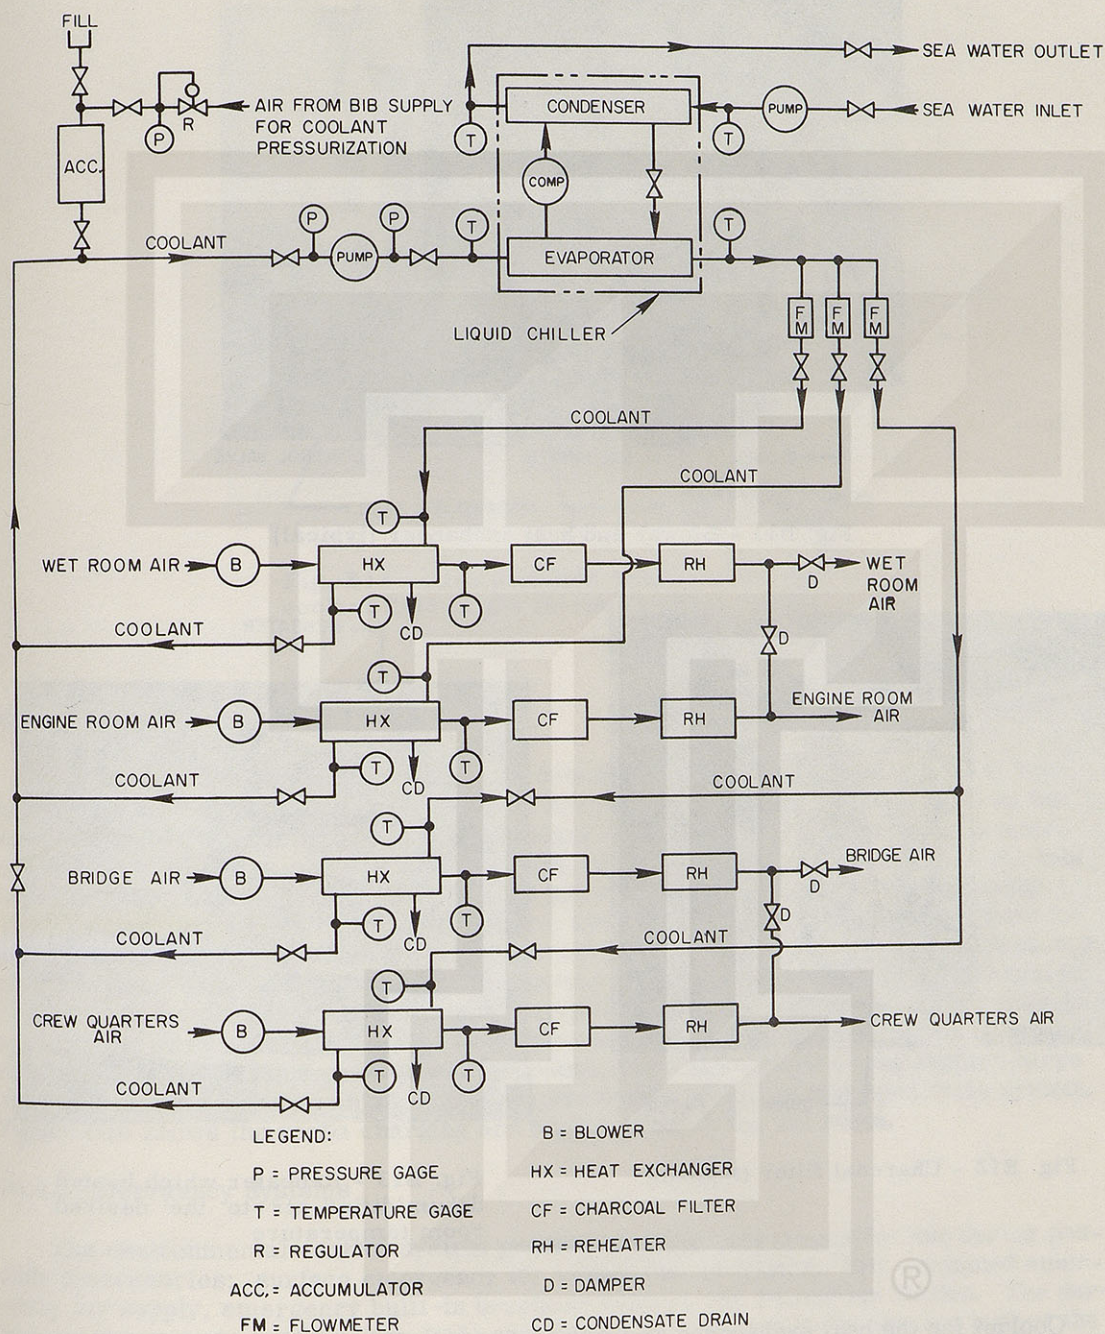 FILL
SEA WATER OUTLET
CONDENSER
PUMP
SEA WATER INLET
AIR FROM BIB SUPPLY
FOR COOLANT
PRESSURIZATION
R
P
T
T
ACC.
COMP
P
P
T
T
COOLANT
PUMP
EVAPORATOR
LIQUID CHILLER
FM
FM
FM
COOLANT
COOLANT
T
WET ROOM AIR
B
HX
CF
RH
D
WET
ROOM
AIR
T
T
CD
COOLANT
D
T
ENGINE ROOM AIR
B
HX
CF
RH
ENGINE ROOM
AIR
T
T
CD
COOLANT
COOLANT
T
BRIDGE AIR
B
HX
CF
RH
D
BRIDGE AIR
T
T
CD
D
COOLANT
COOLANT
T
CREW QUARTERS
AIR
B
HX
CF
RH
CREW QUARTERS AIR
T
T
CD
COOLANT
LEGEND:
P = PRESSURE GAGE
T = TEMPERATURE GAGE
R = REGULATOR
ACC. = ACCUMULATOR
FM = FLOWMETER
B = BLOWER
HX = HEAT EXCHANGER
CF = CHARCOAL FILTER
RH = REHEATER
D = DAMPER
CD = CONDENSATE DRAIN
®